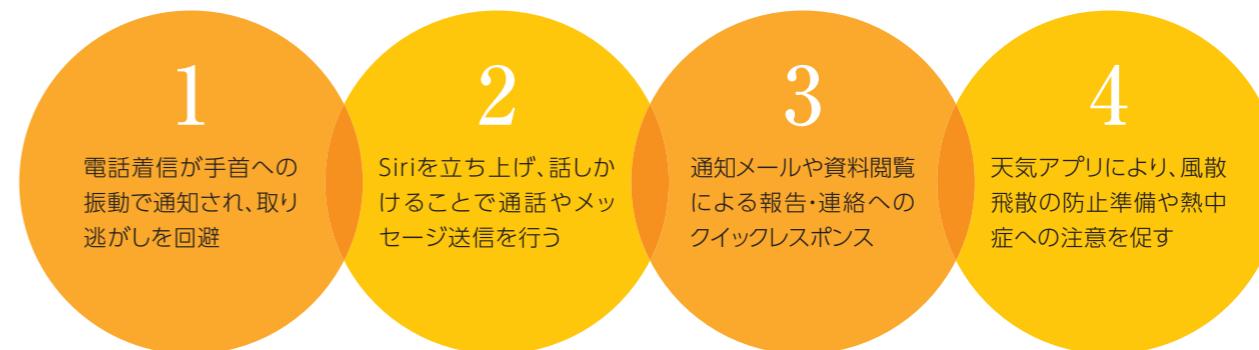 1
電話着信が手首への
振動で通知され、取り
逃がしを回避
2
Siriを立ち上げ、話しか
けることで通話やメッ
セージ送信を行う
3
通知メールや資料閲覧
による報告・連絡への
クイックレスポンス
4
天気アプリにより、風散
飛散の防止準備や熱中
症への注意を促す